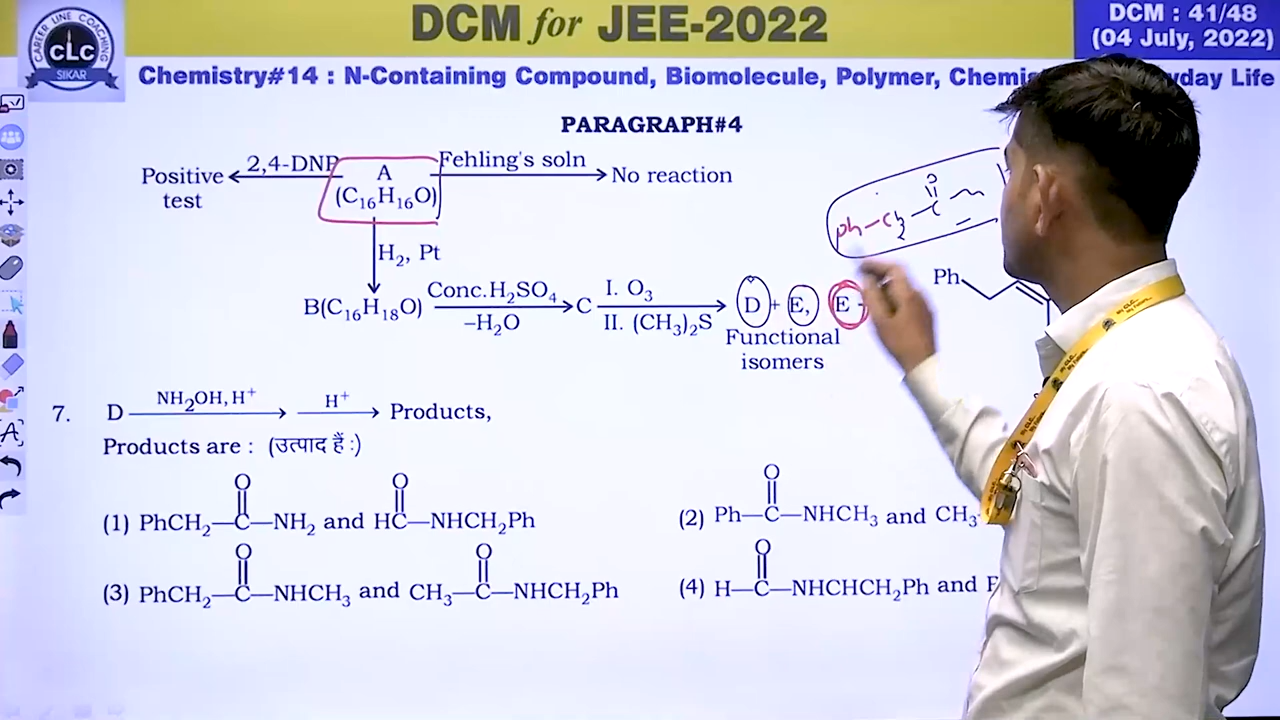 DCM for JEE-2022
DCM : 41/48
(04 July, 2022)
CAREER LINE COACHING
CLC
SIKAR
Chemistry#14 : N-Containing Compound, Biomolecule, Polymer, Chemis yday Life
PARAGRAPH#4
Positive test
2,4-DNP
A
(C₁₆H₁₆O)
Fehling's soln
No reaction
H₂, Pt
B(C₁₆H₁₈O)
Conc.H₂SO₄
–H₂O
C
I. O₃
II. (CH₃)₂S
D + E, E
Functional
isomers
Ph–CH₂–C
O
Ph
7. D NH₂OH, H⁺ H⁺ Products,
Products are : (उत्पाद हैं :)
(1) PhCH₂—C(=O)—NH₂ and HC(=O)—NHCH₂Ph
(2) Ph—C(=O)—NHCH₃ and CH₃
(3) PhCH₂—C(=O)—NHCH₃ and CH₃—C(=O)—NHCH₂Ph
(4) H—C(=O)—NHCHCH₂Ph and